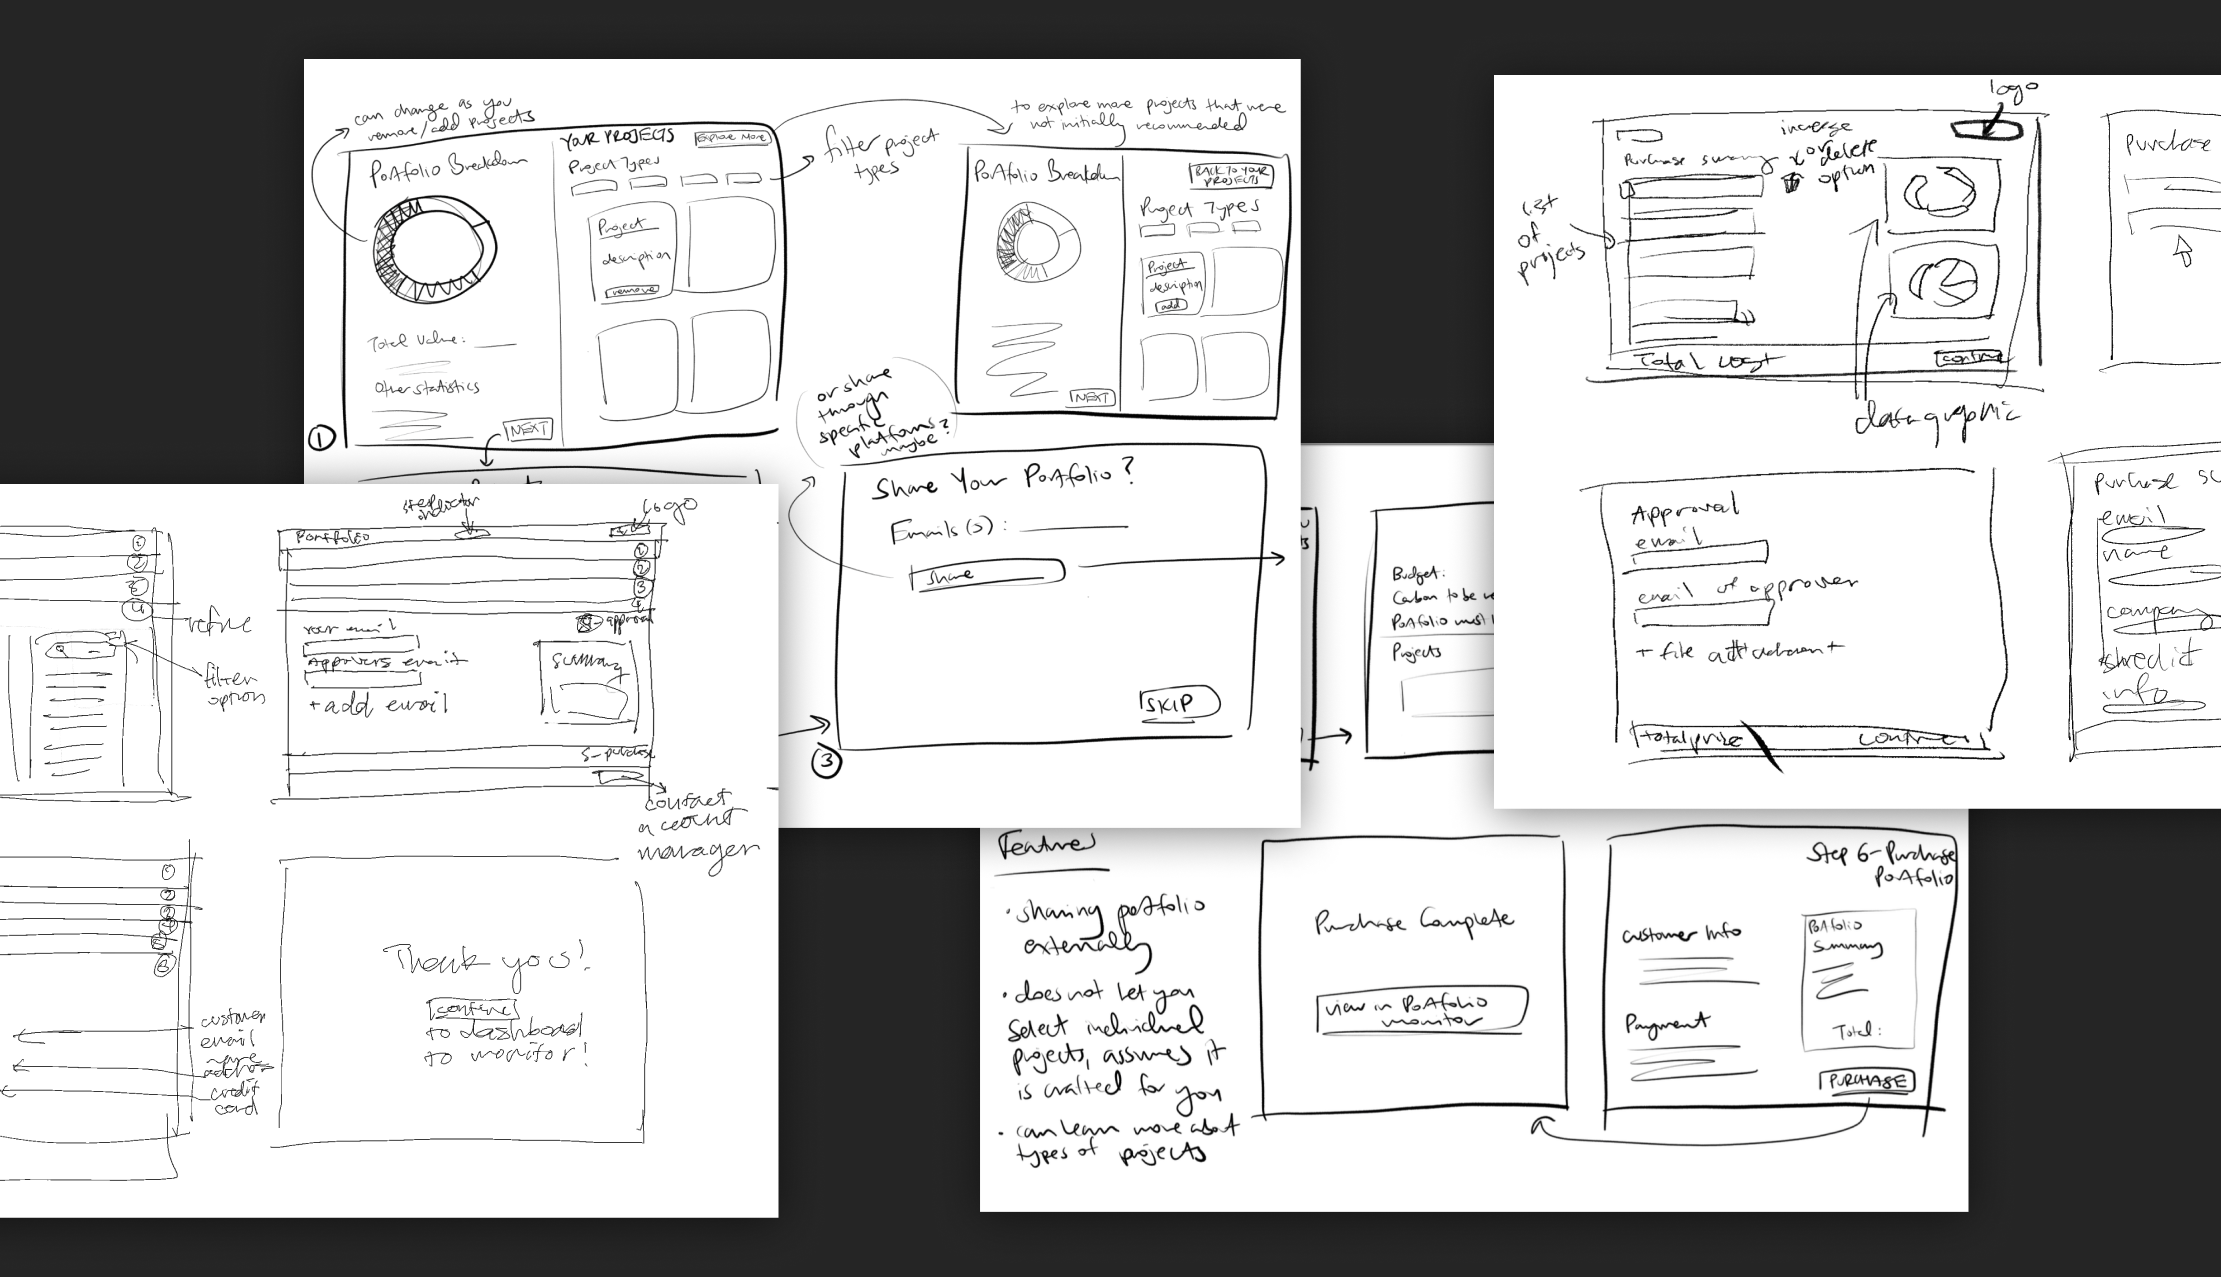 can change as you
remove/add projects
Portfolio Breakdown
Total Value:
Other statistics
NEXT
1
YOUR PROJECTS
Explore More
Project Types
Project
description
remove
filter project
types
to explore more projects that were
not initially recommended
Portfolio Breakdown
NEXT
BACK TO YOUR
PROJECTS
Project Types
Project
description
add
or share
through
specific
platforms?
maybe?
Share Your Portfolio?
Emails(s):
share
SKIP
3
logo
increase
or delete
option
Purchase summary
list
of
projects
Total cost
continue
data graphic
Purchase
Approval
email
email of approver
+ file attachment
total price
continue
Purchase su
email
name
company
credit
info
Budget:
Carbon to be re
Portfolio must
Projects
1
2
3
4
refine
filter
option
step indicator
Logo
Portfolio
1
2
3
4
approval
your email
Approvers email
+ add email
summary
5-purchase
contact
account
manager
customer
email
name
credit
card
Thank you!
continue
to dashboard
to monitor!
Features
• sharing portfolio
externally
• does not let you
select individual
projects, assumes it
is crafted for you
• can learn more about
types of projects
Purchase Complete
view in Portfolio
monitor
Step 6-Purchase
Portfolio
Customer Info
Payment
Portfolio
Summary
Total:
PURCHASE